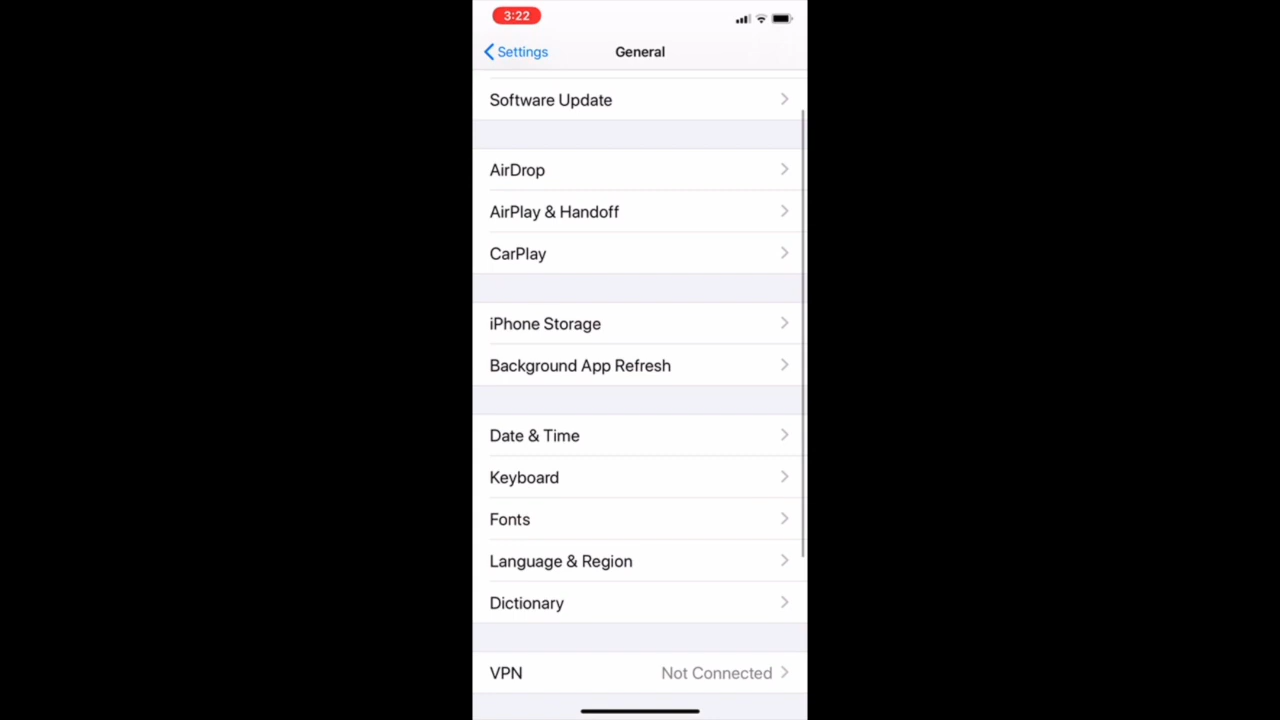 3:22
Settings
General
Software Update
AirDrop
AirPlay & Handoff
CarPlay
iPhone Storage
Background App Refresh
Date & Time
Keyboard
Fonts
Language & Region
Dictionary
VPN Not Connected